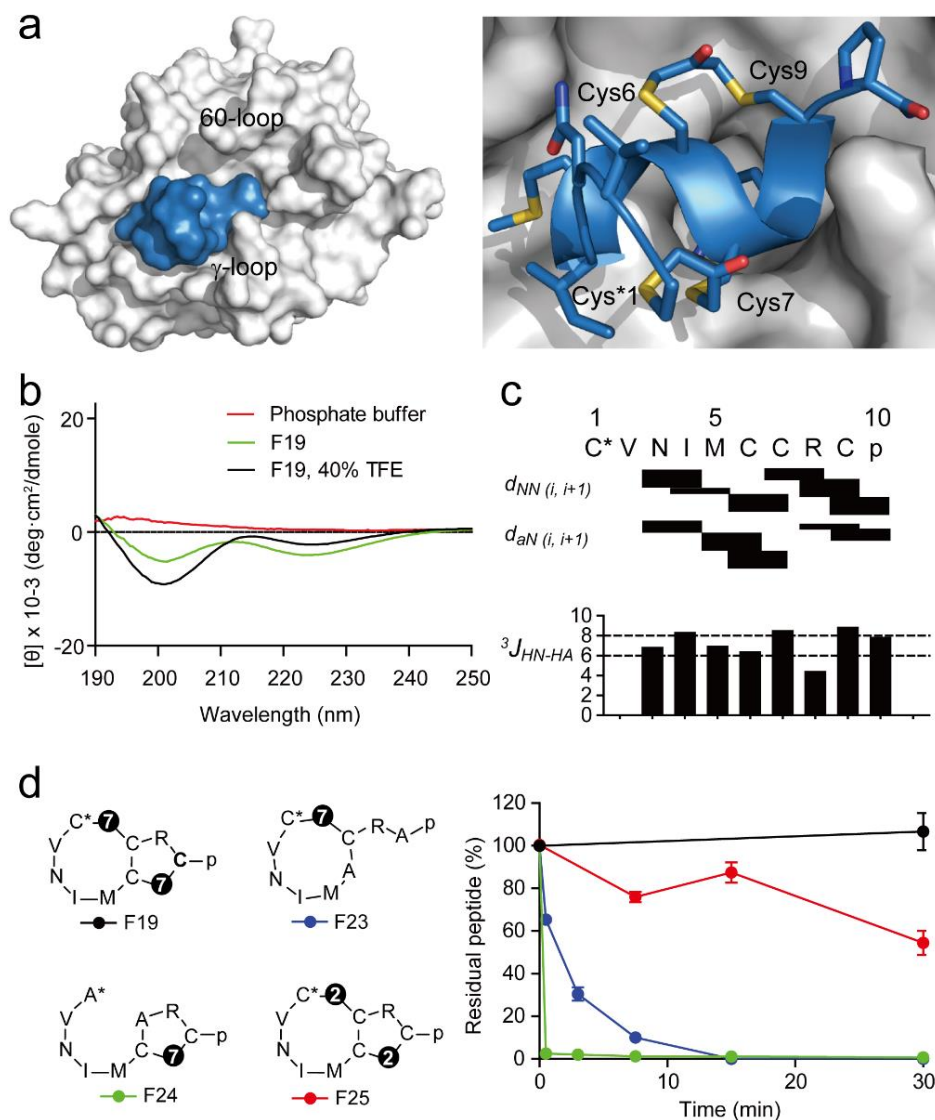 a
60-loop
γ-loop
Cys6
Cys9
Cys*1
Cys7
b
[θ] x 10-3 (deg·cm²/dmole)
20
0
-20
Phosphate buffer
F19
F19, 40% TFE
190 200 210 220 230 240 250
Wavelength (nm)
c
1 5 10
C* V N I M C C R C p
dNN (i, i+1)
daN (i, i+1)
³JHN-HA
10
8
6
4
2
0
d
C* 7 R
V C
N C p
I M C 7
F19
C* 7 R A p
V C
N A
I M
F23
A*
V A R
N C p
I M C 7
F24
C* 2 R
V C
N C p
I M C 2
F25
Residual peptide (%)
120
100
80
60
40
20
0
0 10 20 30
Time (min)